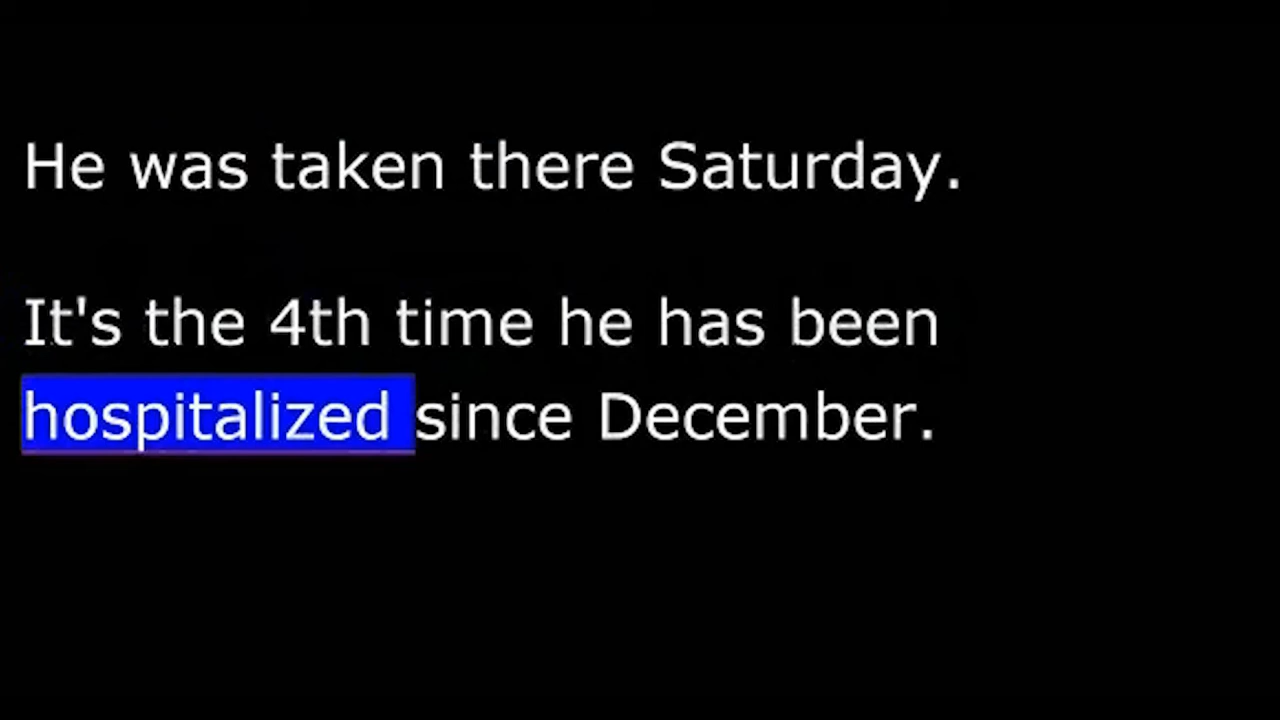 He was taken there Saturday.
It's the 4th time he has been
hospitalized since December.